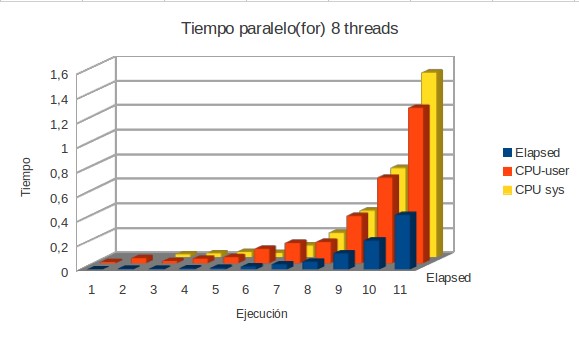 Tiempo paralelo(for) 8 threads
1,6
1,4
1,2
1
0,8
0,6
0,4
0,2
0
Tiempo
1 2 3 4 5 6 7 8 9 10 11
Elapsed
Ejecución
Elapsed
CPU-user
CPU sys